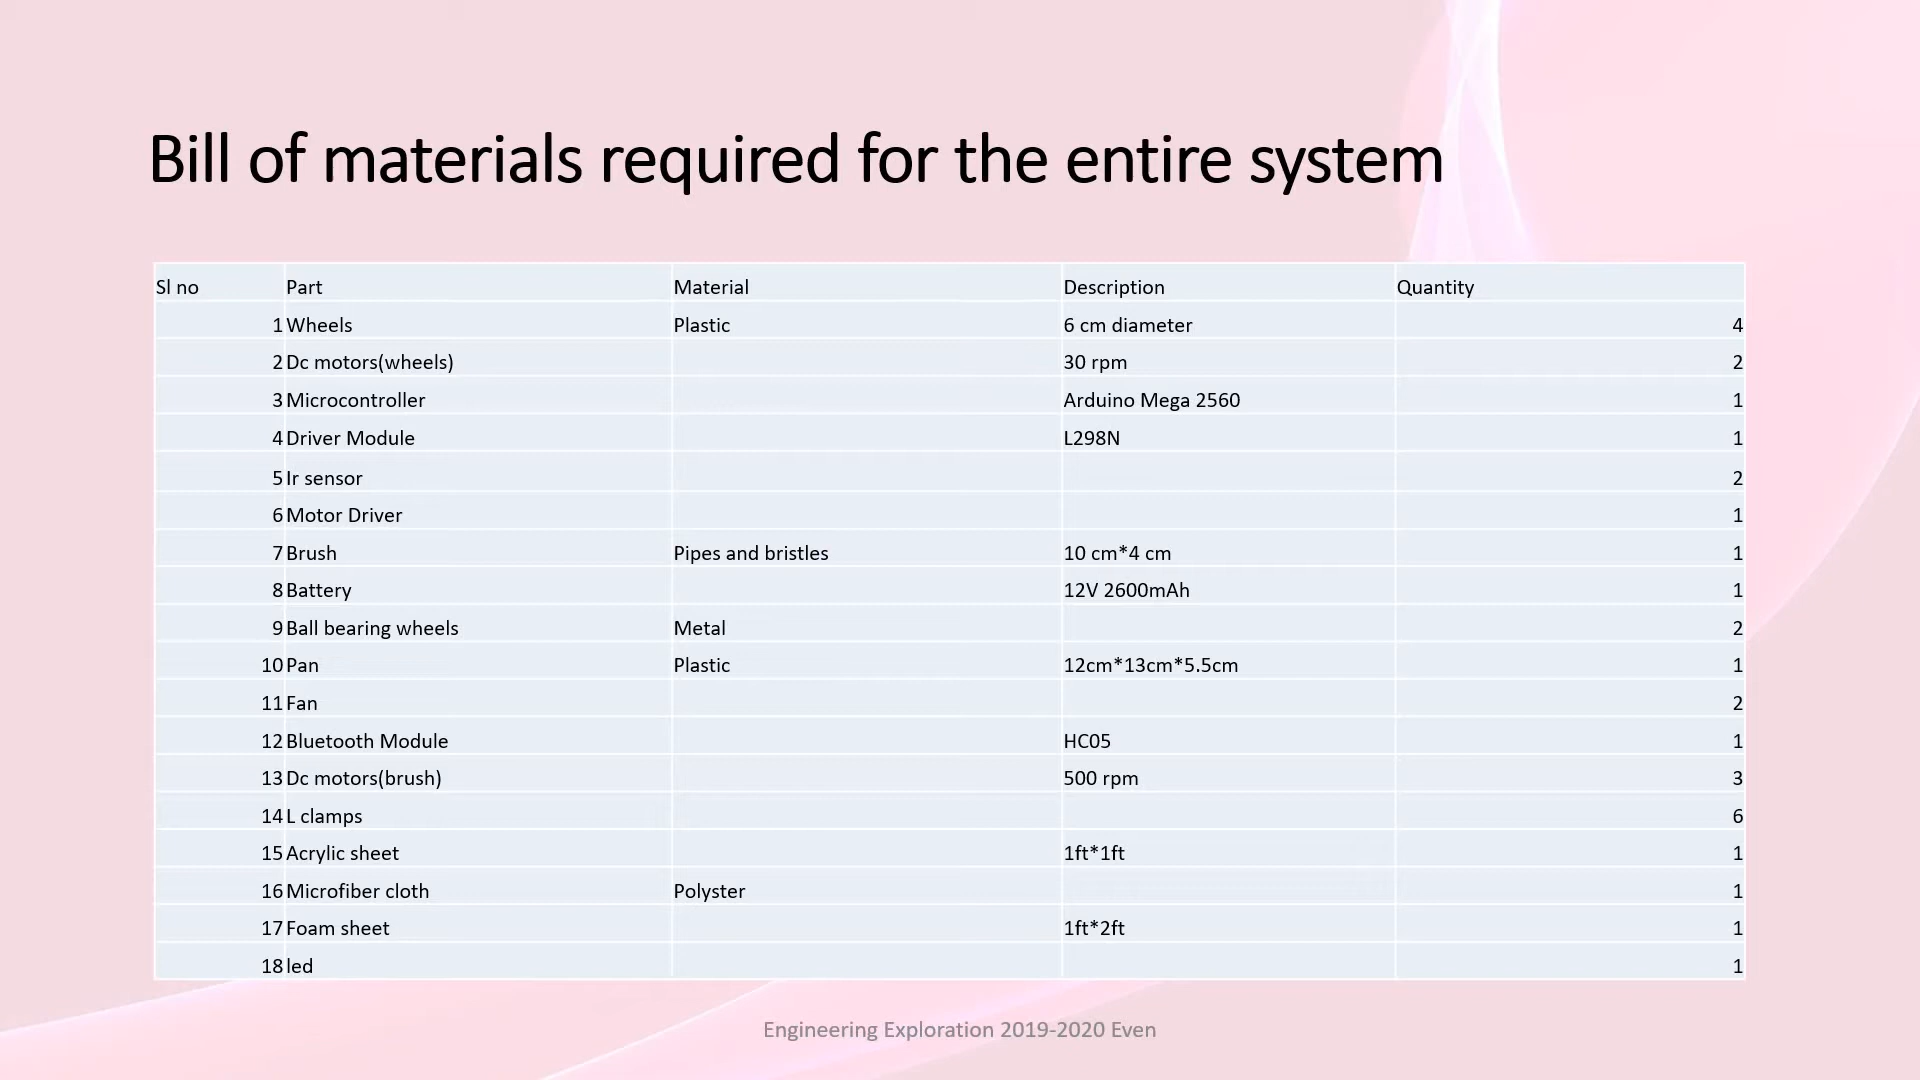 Bill of materials required for the entire system
Sl no Part Material Description Quantity
1 Wheels Plastic 6 cm diameter 4
2 Dc motors(wheels) 30 rpm 2
3 Microcontroller Arduino Mega 2560 1
4 Driver Module L298N 1
5 Ir sensor 2
6 Motor Driver 1
7 Brush Pipes and bristles 10 cm*4 cm 1
8 Battery 12V 2600mAh 1
9 Ball bearing wheels Metal 2
10 Pan Plastic 12cm*13cm*5.5cm 1
11 Fan 2
12 Bluetooth Module HC05 1
13 Dc motors(brush) 500 rpm 3
14 L clamps 6
15 Acrylic sheet 1ft*1ft 1
16 Microfiber cloth Polyster 1
17 Foam sheet 1ft*2ft 1
18 led 1
Engineering Exploration 2019-2020 Even